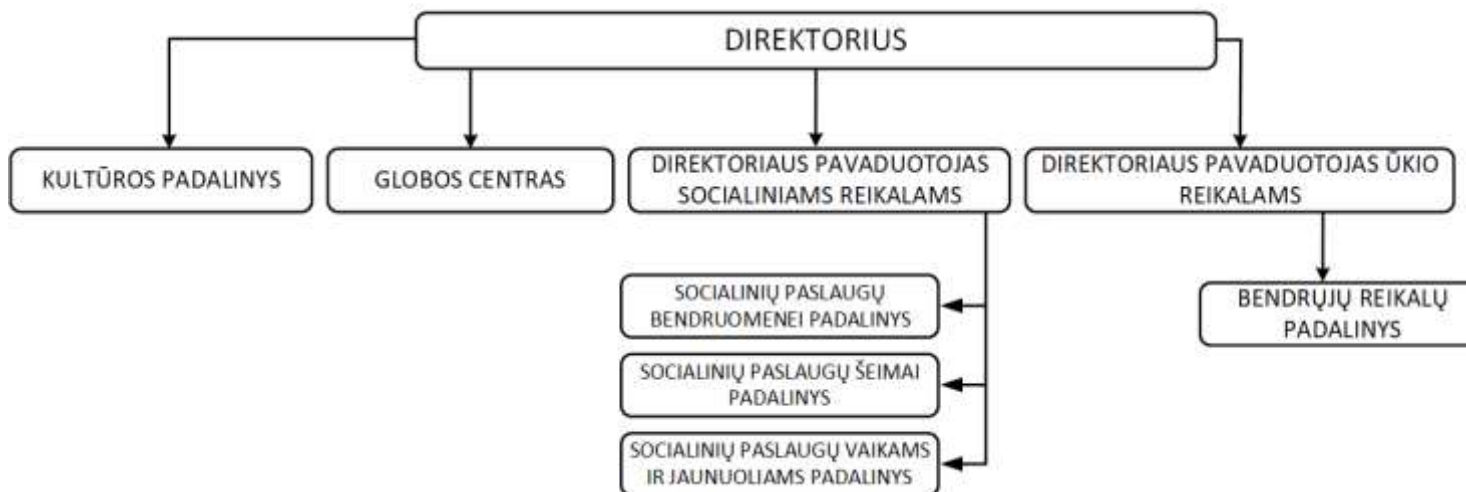 DIREKTORIUS
KULTŪROS PADALINYS
GLOBOS CENTRAS
DIREKTORIAUS PAVADUOTOJAS
SOCIALINIAMS REIKALAMS
DIREKTORIAUS PAVADUOTOJAS ŪKIO
REIKALAMS
SOCIALINIŲ PASLAUGŲ
BENDRUOMENEI PADALINYS
SOCIALINIŲ PASLAUGŲ ŠEIMAI
PADALINYS
SOCIALINIŲ PASLAUGŲ VAIKAMS
IR JAUNUOLIAMS PADALINYS
BENDRŲJŲ REIKALŲ
PADALINYS